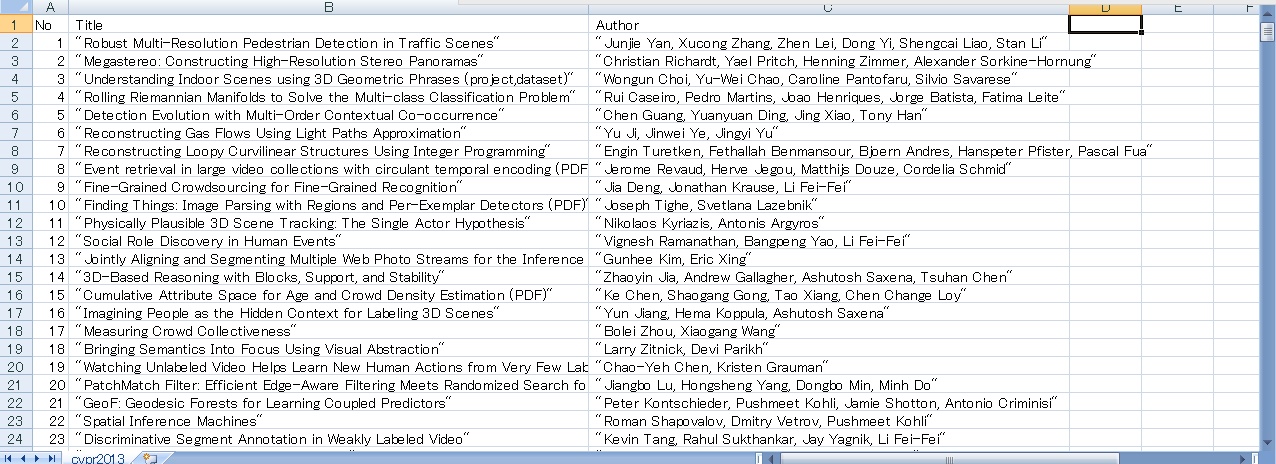 A B C D E F
1 No Title Author
2 1 "Robust Multi-Resolution Pedestrian Detection in Traffic Scenes" "Junjie Yan, Xucong Zhang, Zhen Lei, Dong Yi, Shengcai Liao, Stan Li"
3 2 "Megastereo: Constructing High-Resolution Stereo Panoramas" "Christian Richardt, Yael Pritch, Henning Zimmer, Alexander Sorkine-Hornung"
4 3 "Understanding Indoor Scenes using 3D Geometric Phrases (project,dataset)" "Wongun Choi, Yu-Wei Chao, Caroline Pantofaru, Silvio Savarese"
5 4 "Rolling Riemannian Manifolds to Solve the Multi-class Classification Problem" "Rui Caseiro, Pedro Martins, Joao Henriques, Jorge Batista, Fatima Leite"
6 5 "Detection Evolution with Multi-Order Contextual Co-occurrence" "Chen Guang, Yuanyuan Ding, Jing Xiao, Tony Han"
7 6 "Reconstructing Gas Flows Using Light Paths Approximation" "Yu Ji, Jinwei Ye, Jingyi Yu"
8 7 "Reconstructing Loopy Curvilinear Structures Using Integer Programming" "Engin Turetken, Fethallah Benmansour, Bjoern Andres, Hanspeter Pfister, Pascal Fua"
9 8 "Event retrieval in large video collections with circulant temporal encoding (PDF "Jerome Revaud, Herve Jegou, Matthijs Douze, Cordelia Schmid"
10 9 "Fine-Grained Crowdsourcing for Fine-Grained Recognition" "Jia Deng, Jonathan Krause, Li Fei-Fei"
11 10 "Finding Things: Image Parsing with Regions and Per-Exemplar Detectors (PDF)" "Joseph Tighe, Svetlana Lazebnik"
12 11 "Physically Plausible 3D Scene Tracking: The Single Actor Hypothesis" "Nikolaos Kyriazis, Antonis Argyros"
13 12 "Social Role Discovery in Human Events" "Vignesh Ramanathan, Bangpeng Yao, Li Fei-Fei"
14 13 "Jointly Aligning and Segmenting Multiple Web Photo Streams for the Inference "Gunhee Kim, Eric Xing"
15 14 "3D-Based Reasoning with Blocks, Support, and Stability" "Zhaoyin Jia, Andrew Gallagher, Ashutosh Saxena, Tsuhan Chen"
16 15 "Cumulative Attribute Space for Age and Crowd Density Estimation (PDF)" "Ke Chen, Shaogang Gong, Tao Xiang, Chen Change Loy"
17 16 "Imagining People as the Hidden Context for Labeling 3D Scenes" "Yun Jiang, Hema Koppula, Ashutosh Saxena"
18 17 "Measuring Crowd Collectiveness" "Bolei Zhou, Xiaogang Wang"
19 18 "Bringing Semantics Into Focus Using Visual Abstraction" "Larry Zitnick, Devi Parikh"
20 19 "Watching Unlabeled Video Helps Learn New Human Actions from Very Few Lab "Chao-Yeh Chen, Kristen Grauman"
21 20 "PatchMatch Filter: Efficient Edge-Aware Filtering Meets Randomized Search fo "Jiangbo Lu, Hongsheng Yang, Dongbo Min, Minh Do"
22 21 "GeoF: Geodesic Forests for Learning Coupled Predictors" "Peter Kontschieder, Pushmeet Kohli, Jamie Shotton, Antonio Criminisi"
23 22 "Spatial Inference Machines" "Roman Shapovalov, Dmitry Vetrov, Pushmeet Kohli"
24 23 "Discriminative Segment Annotation in Weakly Labeled Video" "Kevin Tang, Rahul Sukthankar, Jay Yagnik, Li Fei-Fei"
cvpr2013